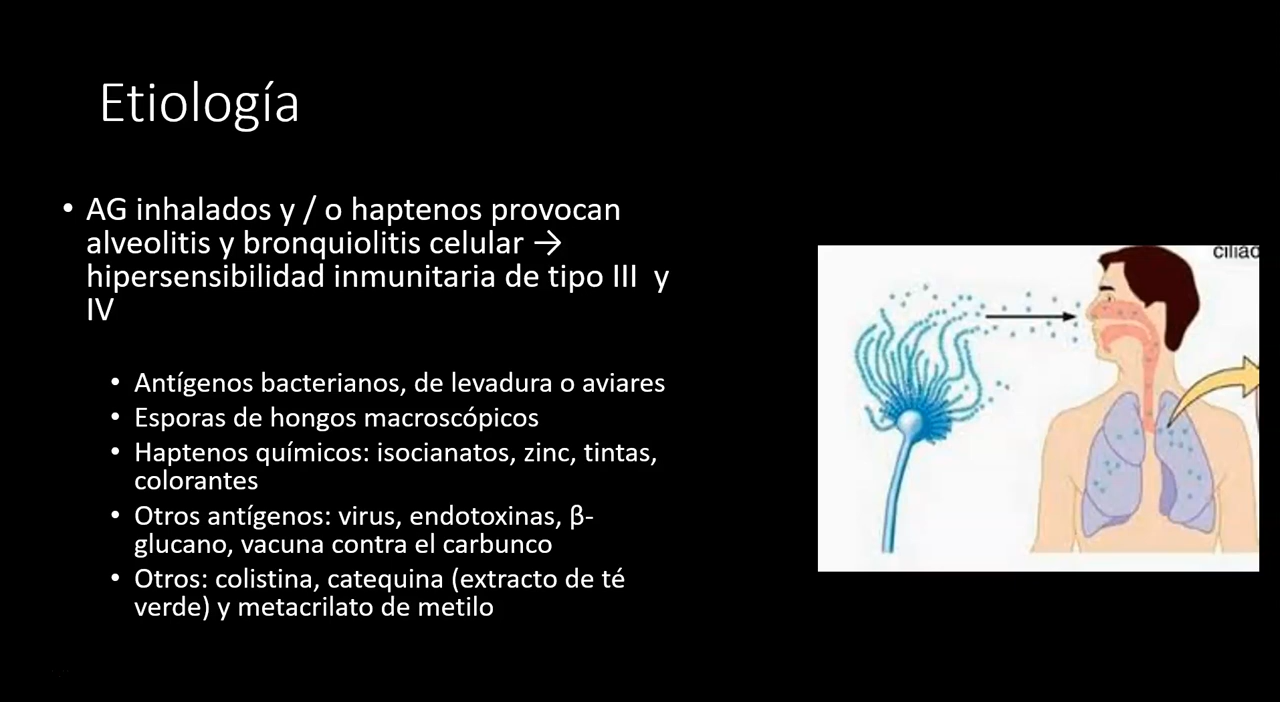 Etiología
• AG inhalados y / o haptenos provocan
alveolitis y bronquiolitis celular →
hipersensibilidad inmunitaria de tipo III  y
IV
• Antígenos bacterianos, de levadura o aviares
• Esporas de hongos macroscópicos
• Haptenos químicos: isocianatos, zinc, tintas,
colorantes
• Otros antígenos: virus, endotoxinas, β-
glucano, vacuna contra el carbunco
• Otros: colistina, catequina (extracto de té
verde) y metacrilato de metilo